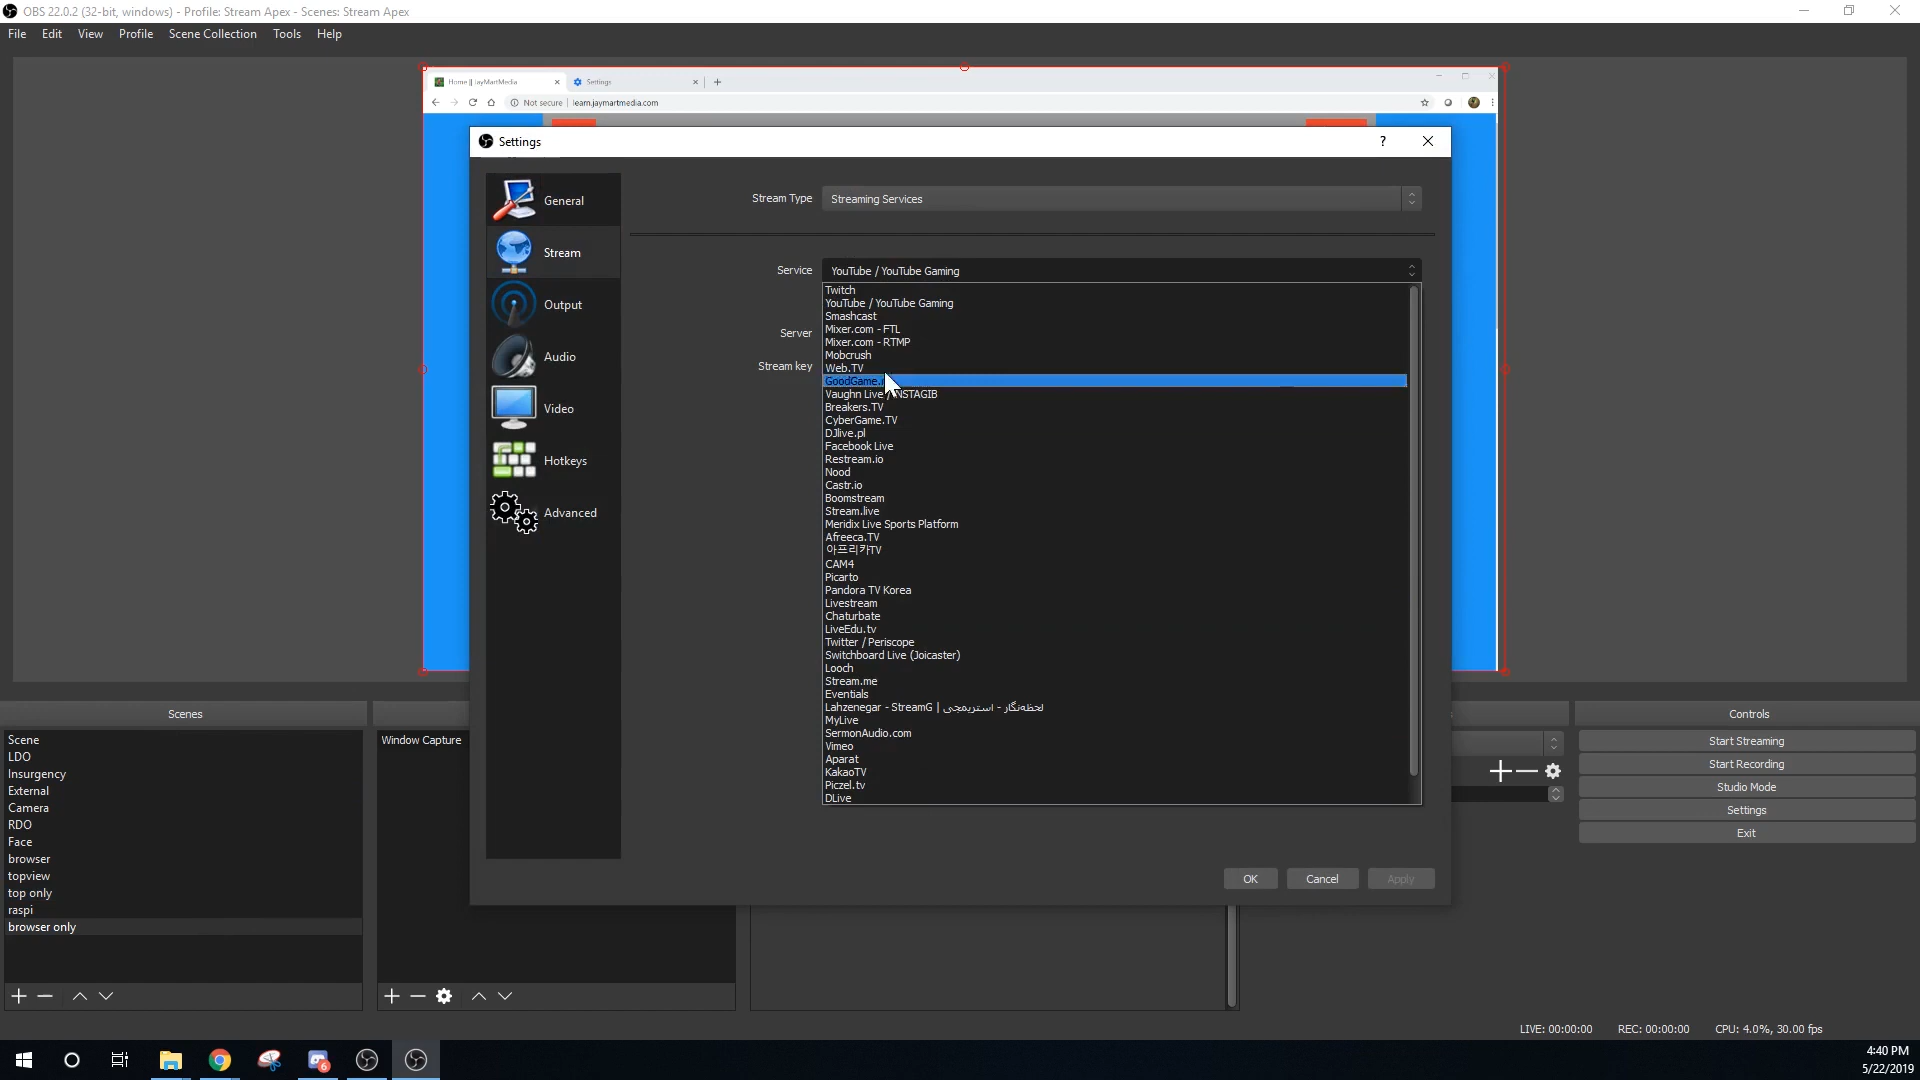 OBS 22.0.2 (32-bit, windows) - Profile: Stream Apex - Scenes: Stream Apex
File Edit View Profile Scene Collection Tools Help
Home || JayMartMedia Settings
Not secure | learn.jaymartmedia.com
Settings ?
General
Stream
Output
Audio
Video
Hotkeys
Advanced
Stream Type Streaming Services
Service YouTube / YouTube Gaming
Server
Stream key
Twitch
YouTube / YouTube Gaming
Smashcast
Mixer.com - FTL
Mixer.com - RTMP
Mobcrush
Web.TV
Vaughn Live /
Breakers.TV
CyberGame.TV
DJlive.pl
Facebook Live
Restream.io
Nood
Castr.io
Boomstream
Stream.live
Meridix Live Sports Platform
Afreeca.TV
아프리카TV
CAM4
Picarto
Pandora TV Korea
Livestream
Chaturbate
LiveEdu.tv
Twitter / Periscope
Switchboard Live (Joicaster)
Looch
Stream.me
Eventials
Lahzenegar - StreamG | لحظه‌نگار - استریمجی
MyLive
SermonAudio.com
Vimeo
Aparat
KakaoTV
Piczel.tv
DLive
OK Cancel Apply
Scenes
Scene
LDO
Insurgency
External
Camera
RDO
Face
browser
topview
top only
raspi
browser only
Window Capture
Controls
Start Streaming
Start Recording
Studio Mode
Settings
Exit
LIVE: 00:00:00 REC: 00:00:00 CPU: 4.0%, 30.00 fps
6
4:40 PM
5/22/2019